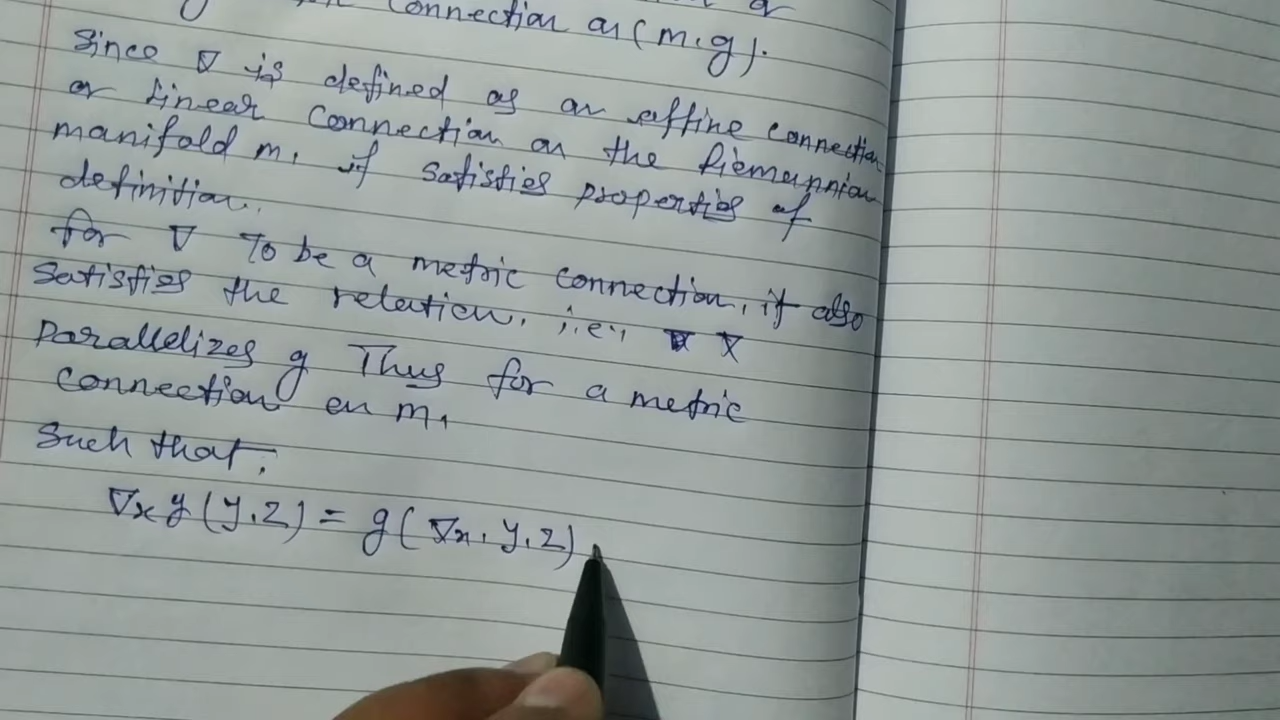 Connection on (m,g).
Since ∇ is defined as an affine connection
or linear connection on the Riemannian
manifold m, it satisfies properties of
definition.
for ∇ To be a metric connection, it also
satisfies the relation, i.e, ∇
parallelizes g Thus for a metric
connection on m,
Such that,
∇x g(y,z) = g(∇x, y,z)